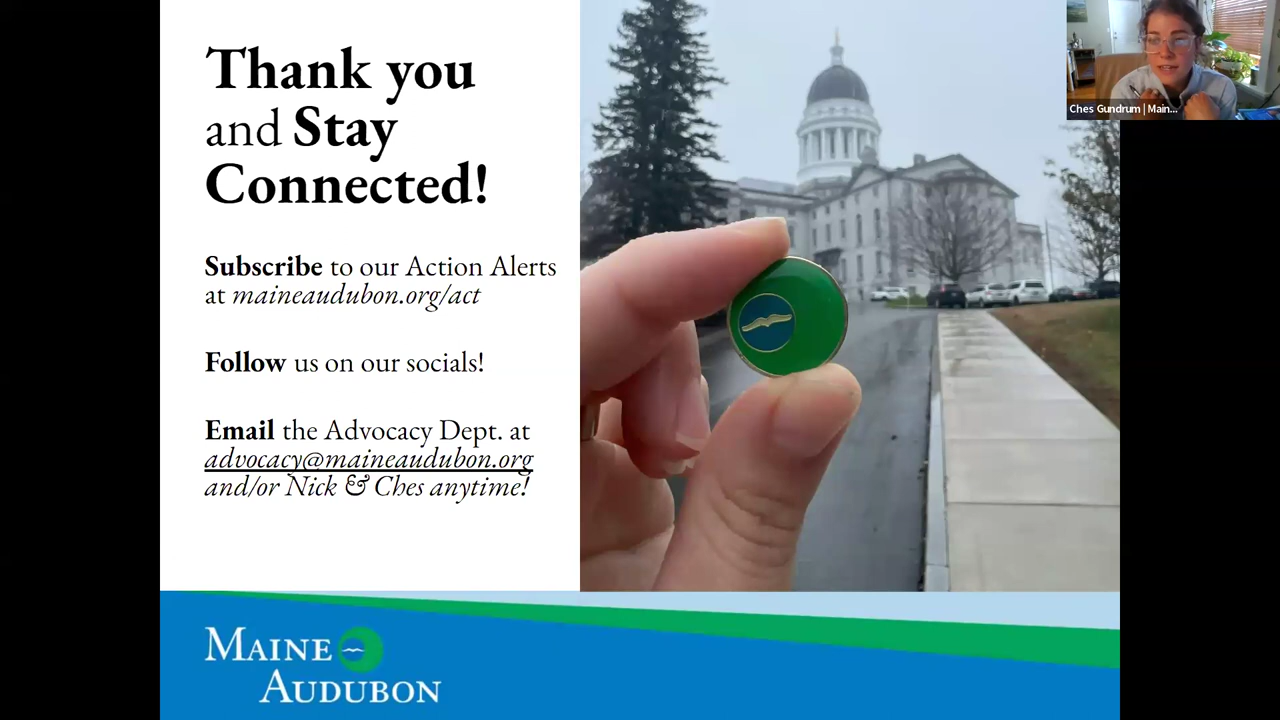 Thank you
and Stay
Connected!
Subscribe to our Action Alerts
at maineaudubon.org/act
Follow us on our socials!
Email the Advocacy Dept. at
advocacy@maineaudubon.org
and/or Nick & Ches anytime!
MAINE
AUDUBON
Ches Gundrum | Main...